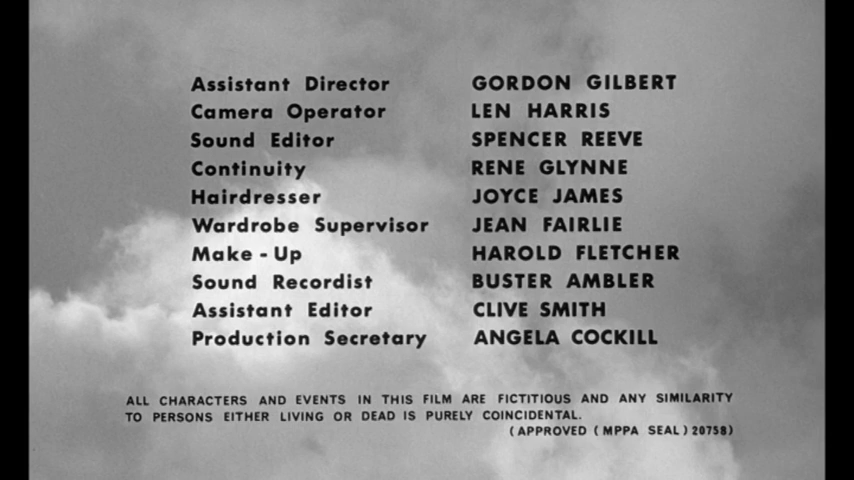 Assistant Director GORDON GILBERT
Camera Operator LEN HARRIS
Sound Editor SPENCER REEVE
Continuity RENE GLYNNE
Hairdresser JOYCE JAMES
Wardrobe Supervisor JEAN FAIRLIE
Make-Up HAROLD FLETCHER
Sound Recordist BUSTER AMBLER
Assistant Editor CLIVE SMITH
Production Secretary ANGELA COCKILL
ALL CHARACTERS AND EVENTS IN THIS FILM ARE FICTITIOUS AND ANY SIMILARITY
TO PERSONS EITHER LIVING OR DEAD IS PURELY COINCIDENTAL.
(APPROVED (MPPA SEAL) 20758)